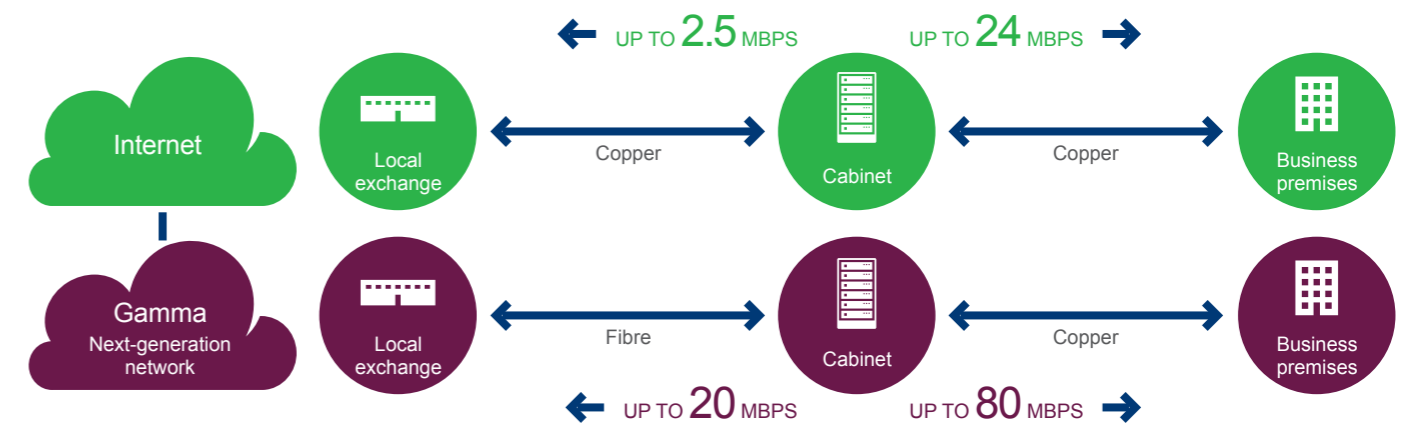 UP TO 2.5 MBPS
UP TO 24 MBPS
Internet
Local
exchange
Copper
Cabinet
Copper
Business
premises
Gamma
Next-generation
network
Local
exchange
Fibre
Cabinet
Copper
Business
premises
UP TO 20 MBPS
UP TO 80 MBPS